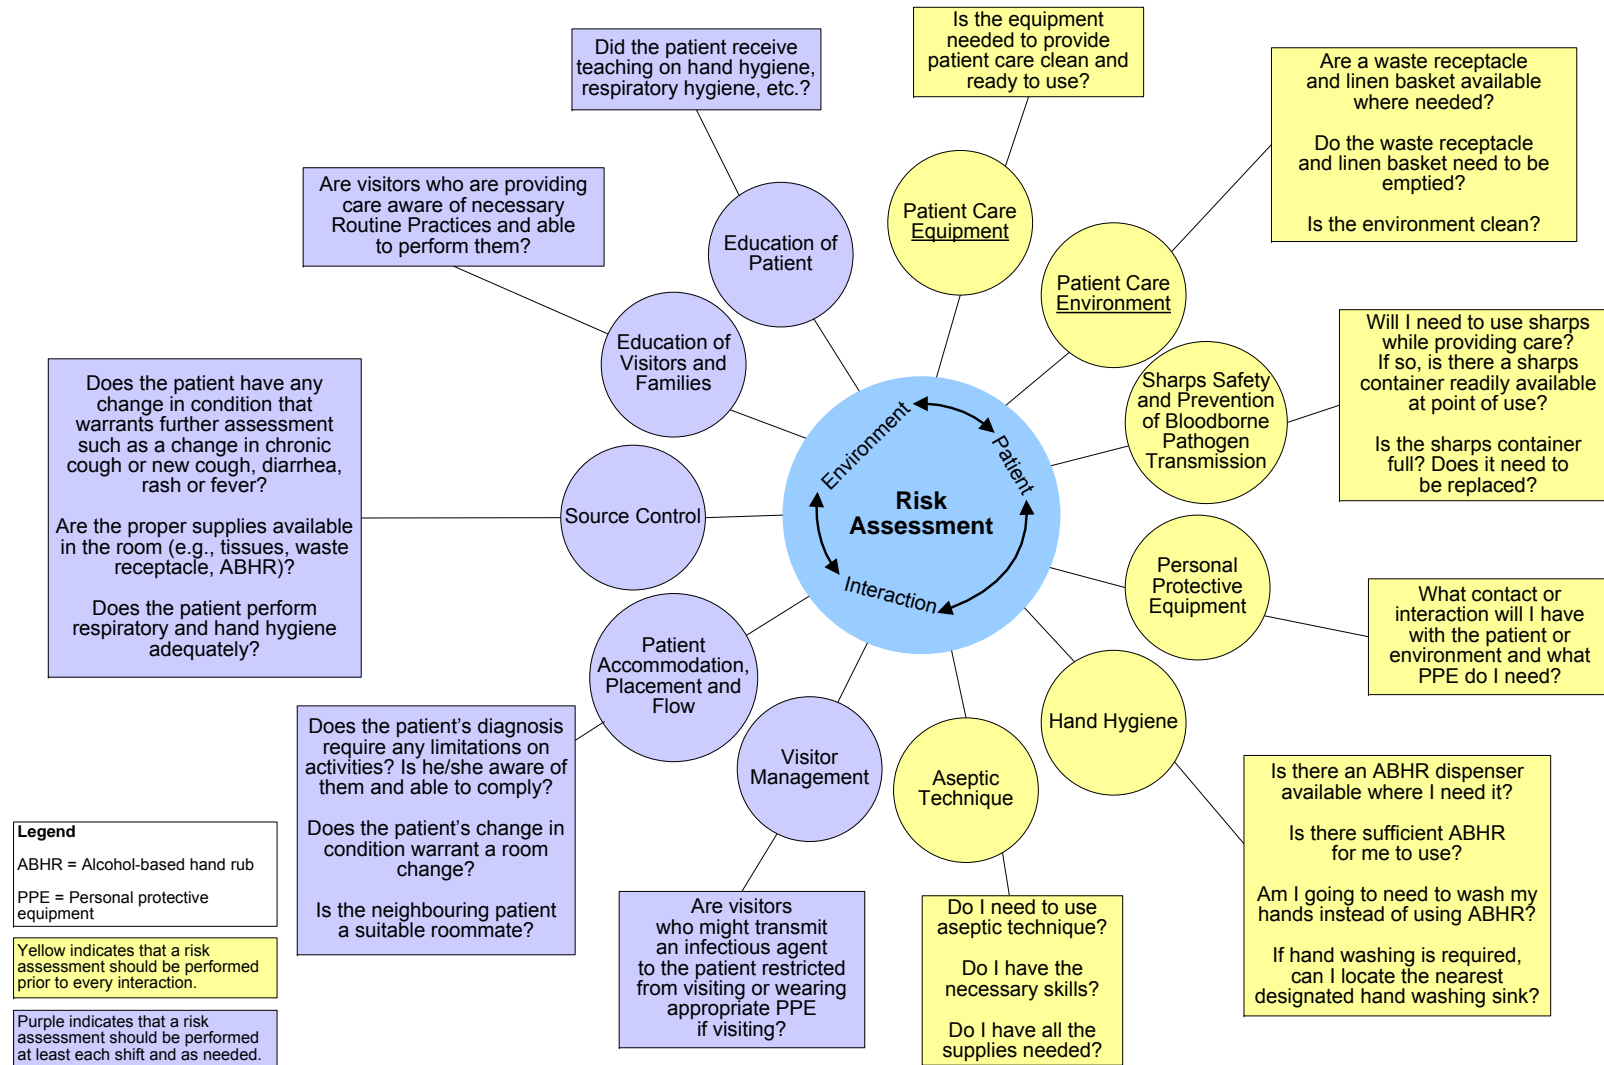 Is the equipment
needed to provide
patient care clean and
ready to use?
Did the patient receive
teaching on hand hygiene,
respiratory hygiene, etc.?
Are a waste receptacle
and linen basket available
where needed?
Do the waste receptacle
and linen basket need to be
emptied?
Is the environment clean?
Are visitors who are providing
care aware of necessary
Routine Practices and able
to perform them?
Patient Care
Equipment
Education of
Patient
Patient Care
Environment
Education of
Visitors and
Families
Sharps Safety
and Prevention
of Bloodborne
Pathogen
Transmission
Will I need to use sharps
while providing care?
If so, is there a sharps
container readily available
at point of use?
Is the sharps container
full? Does it need to
be replaced?
Does the patient have any
change in condition that
warrants further assessment
such as a change in chronic
cough or new cough, diarrhea,
rash or fever?
Are the proper supplies available
in the room (e.g., tissues, waste
receptacle, ABHR)?
Does the patient perform
respiratory and hand hygiene
adequately?
Source Control
Environment
Patient
Risk
Assessment
Interaction
Personal
Protective
Equipment
What contact or
interaction will I have
with the patient or
environment and what
PPE do I need?
Patient
Accommodation,
Placement and
Flow
Visitor
Management
Aseptic
Technique
Hand Hygiene
Does the patient’s diagnosis
require any limitations on
activities? Is he/she aware of
them and able to comply?
Does the patient’s change in
condition warrant a room
change?
Is the neighbouring patient
a suitable roommate?
Are visitors
who might transmit
an infectious agent
to the patient restricted
from visiting or wearing
appropriate PPE
if visiting?
Do I need to use
aseptic technique?
Do I have the
necessary skills?
Do I have all the
supplies needed?
Is there an ABHR dispenser
available where I need it?
Is there sufficient ABHR
for me to use?
Am I going to need to wash my
hands instead of using ABHR?
If hand washing is required,
can I locate the nearest
designated hand washing sink?
Legend
ABHR = Alcohol-based hand rub
PPE = Personal protective
equipment
Yellow indicates that a risk
assessment should be performed
prior to every interaction.
Purple indicates that a risk
assessment should be performed
at least each shift and as needed.